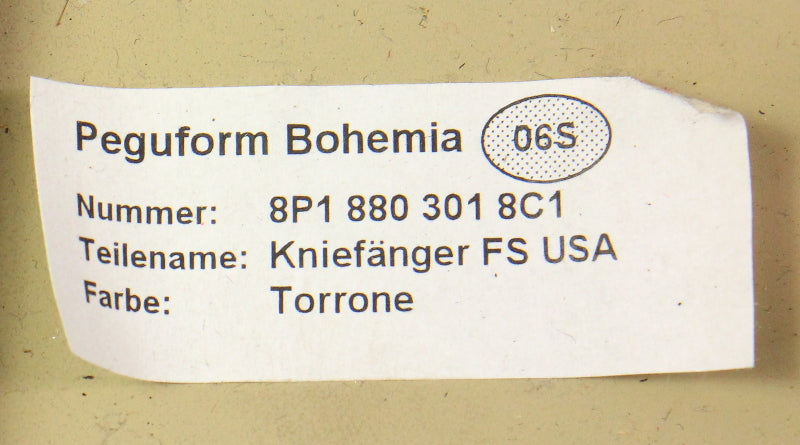 Peguform Bohemia 06S
Nummer: 8P1 880 301 8C1
Teilename: Kniefänger FS USA
Farbe: Torrone